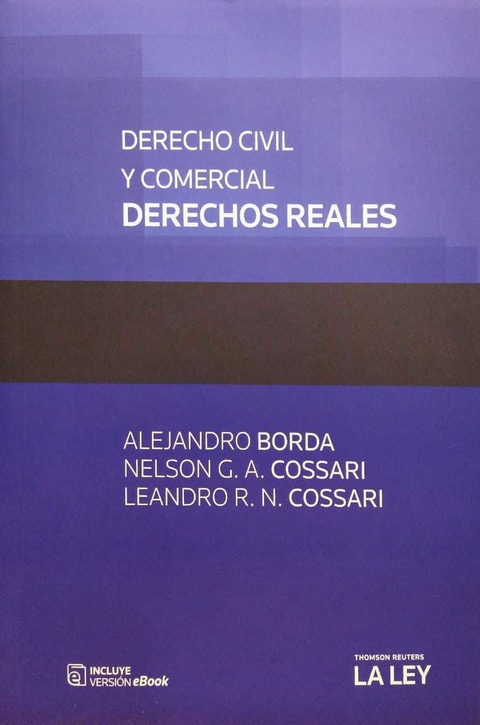 DERECHO CIVIL
Y COMERCIAL
DERECHOS REALES
ALEJANDRO BORDA
NELSON G. A. COSSARI
LEANDRO R. N. COSSARI
INCLUYE
VERSIÓN eBook
THOMSON REUTERS
LA LEY